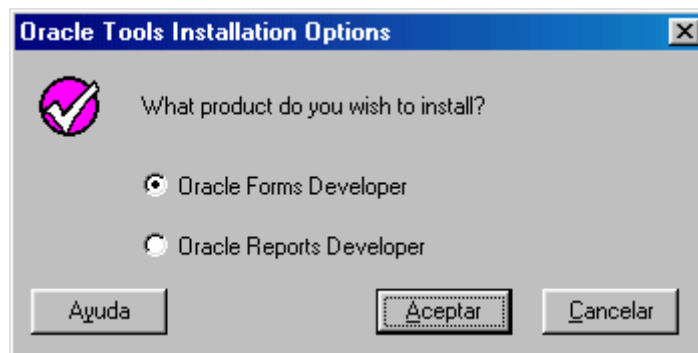 Oracle Tools Installation Options
What product do you wish to install?
Oracle Forms Developer
Oracle Reports Developer
Ayuda Aceptar Cancelar